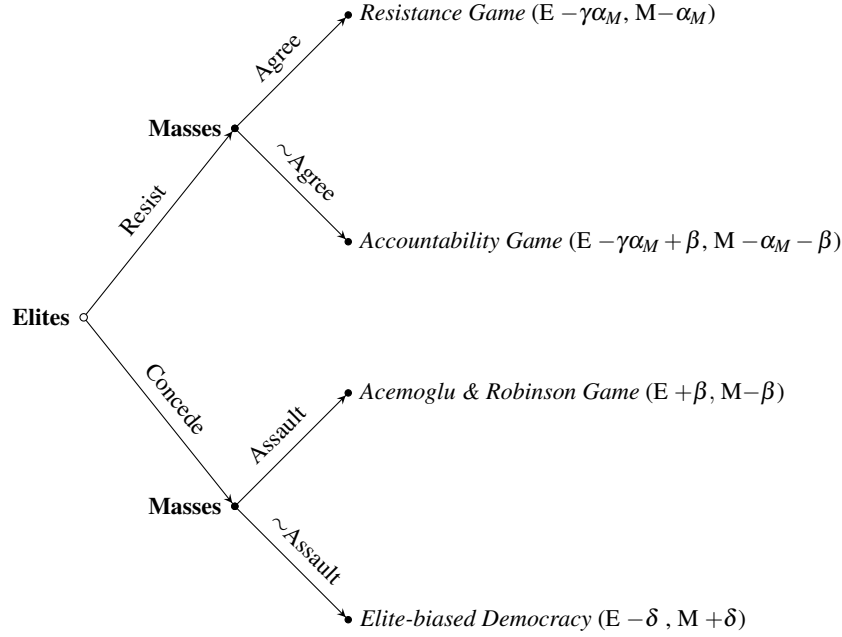 Resistance Game (E −γα_M, M−α_M)
Agree
Masses
∼Agree
Resist
Accountability Game (E −γα_M + β, M −α_M − β)
Elites
Concede
Acemoglu & Robinson Game (E +β, M−β)
Assault
Masses
∼Assault
Elite-biased Democracy (E −δ , M +δ)